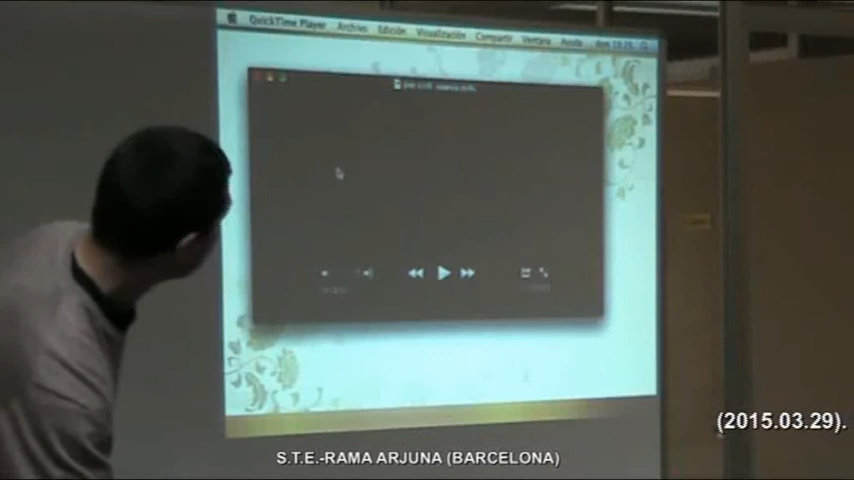 QuickTime Player Archivo Edición Visualización Compartir Ventana Ayuda
(2015.03.29).
S.T.E.-RAMA ARJUNA (BARCELONA)